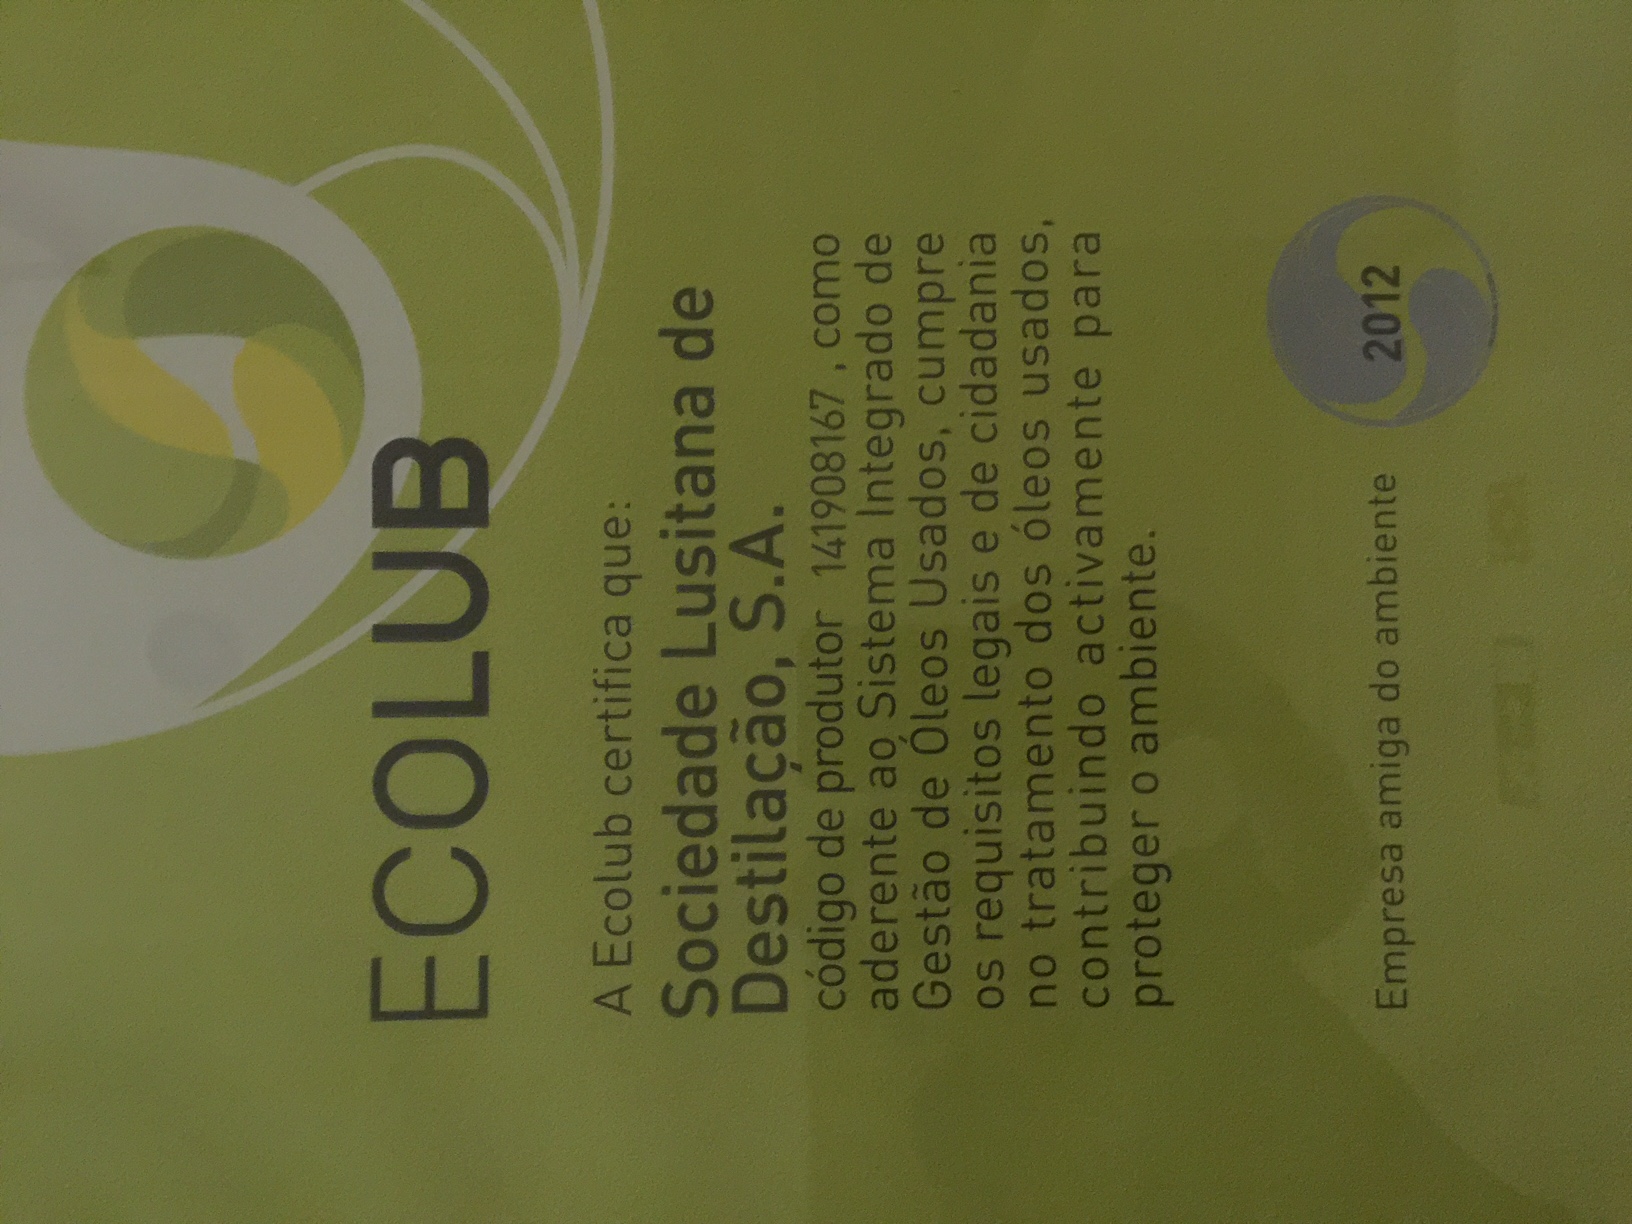 ECOLUB
A Ecolub certifica que:
Sociedade Lusitana de
Destilação, S.A.
código de produtor 141908167 , como
aderente ao Sistema Integrado de
Gestão de Óleos Usados, cumpre
os requisitos legais e de cidadania
no tratamento dos óleos usados,
contribuindo activamente para
proteger o ambiente.
Empresa amiga do ambiente
2012